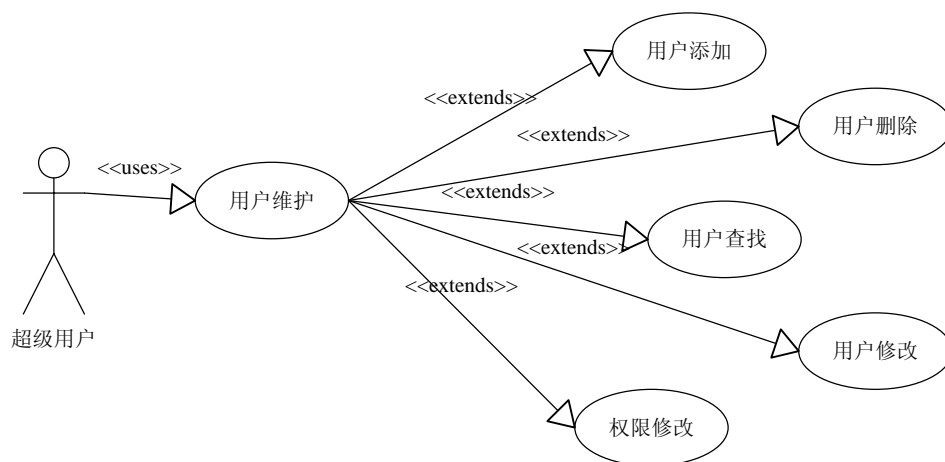 用户添加
<<extends>>
用户删除
<<extends>>
<<uses>>
用户维护
<<extends>>
用户查找
<<extends>>
<<extends>>
超级用户
用户修改
权限修改